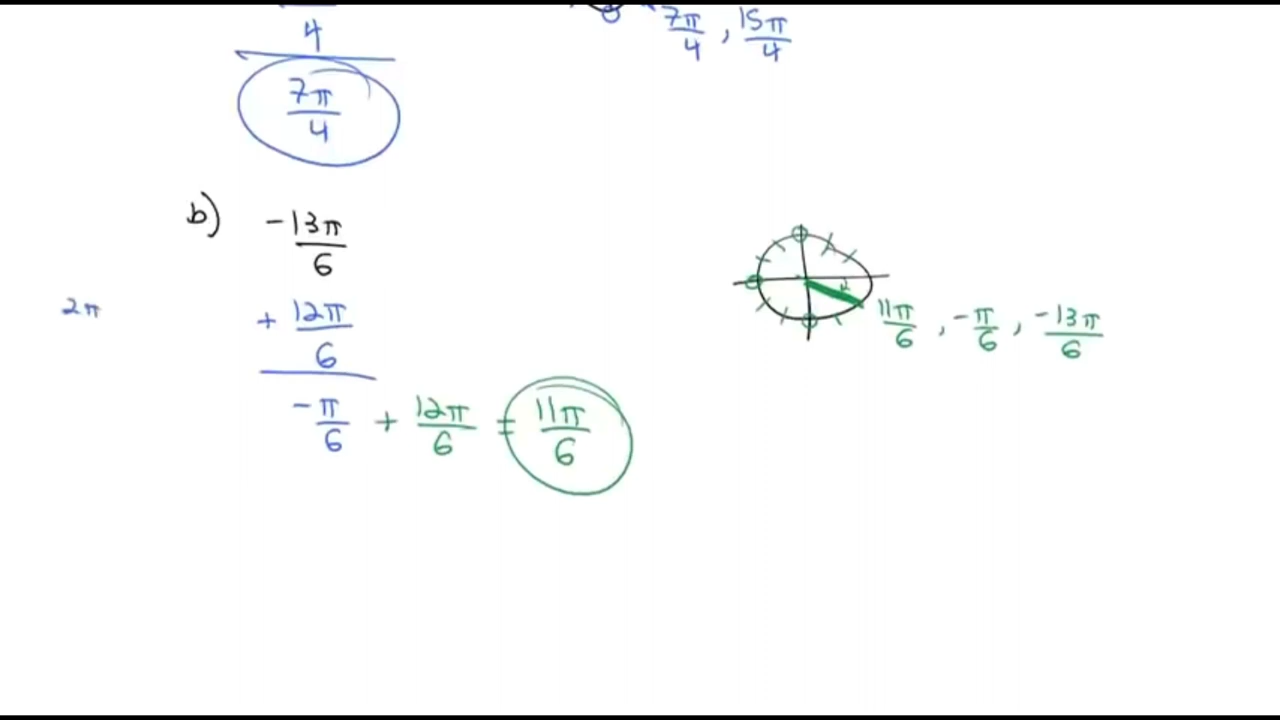 4
7π/4
7π/4 , 15π/4
b) -13π/6
2π
+ 12π/6
-π/6 + 12π/6 = 11π/6
11π/6 , -π/6 , -13π/6